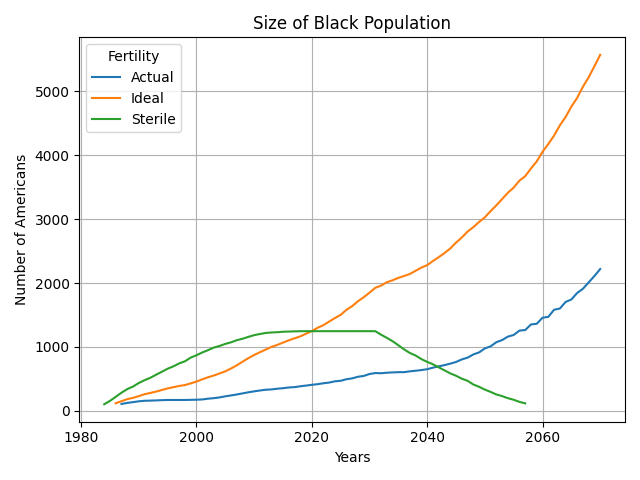 Size of Black Population
Fertility
Actual
Ideal
Sterile
Number of Americans
5000
4000
3000
2000
1000
0
1980 2000 2020 2040 2060
Years